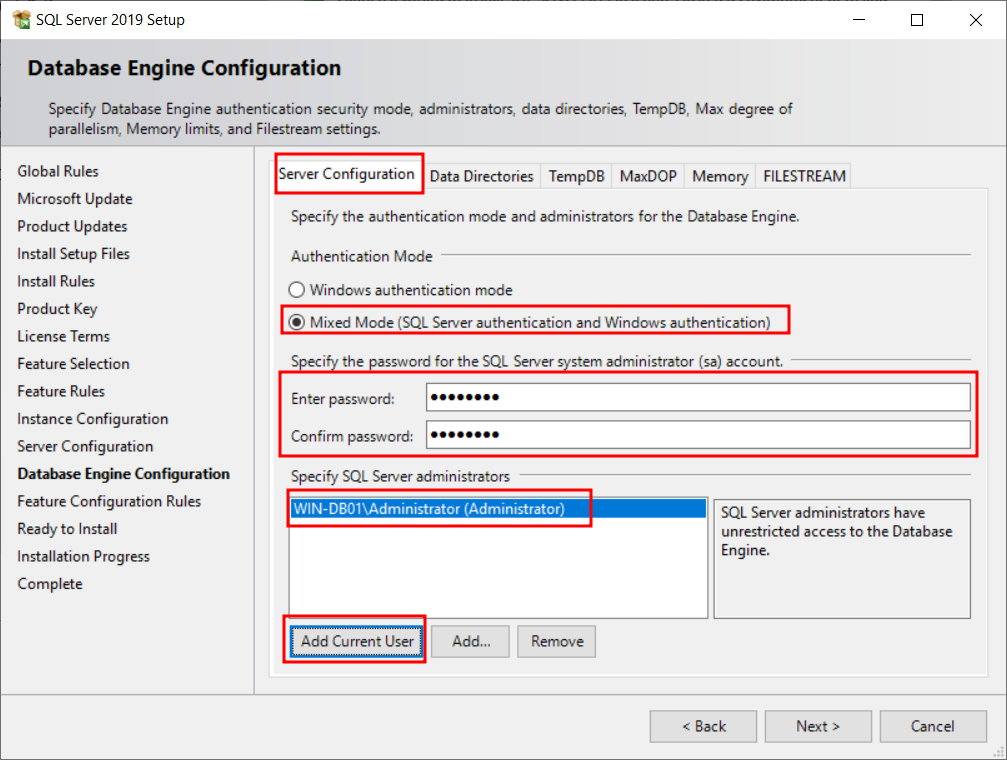 SQL Server 2019 Setup
Database Engine Configuration
Specify Database Engine authentication security mode, administrators, data directories, TempDB, Max degree of
parallelism, Memory limits, and Filestream settings.
Global Rules
Microsoft Update
Product Updates
Install Setup Files
Install Rules
Product Key
License Terms
Feature Selection
Feature Rules
Instance Configuration
Server Configuration
Database Engine Configuration
Feature Configuration Rules
Ready to Install
Installation Progress
Complete
Server Configuration Data Directories TempDB MaxDOP Memory FILESTREAM
Specify the authentication mode and administrators for the Database Engine.
Authentication Mode
Windows authentication mode
Mixed Mode (SQL Server authentication and Windows authentication)
Specify the password for the SQL Server system administrator (sa) account.
Enter password: ●●●●●●●●
Confirm password: ●●●●●●●●
Specify SQL Server administrators
WIN-DB01\Administrator (Administrator)
SQL Server administrators have
unrestricted access to the Database
Engine.
Add Current User Add... Remove
< Back Next > Cancel